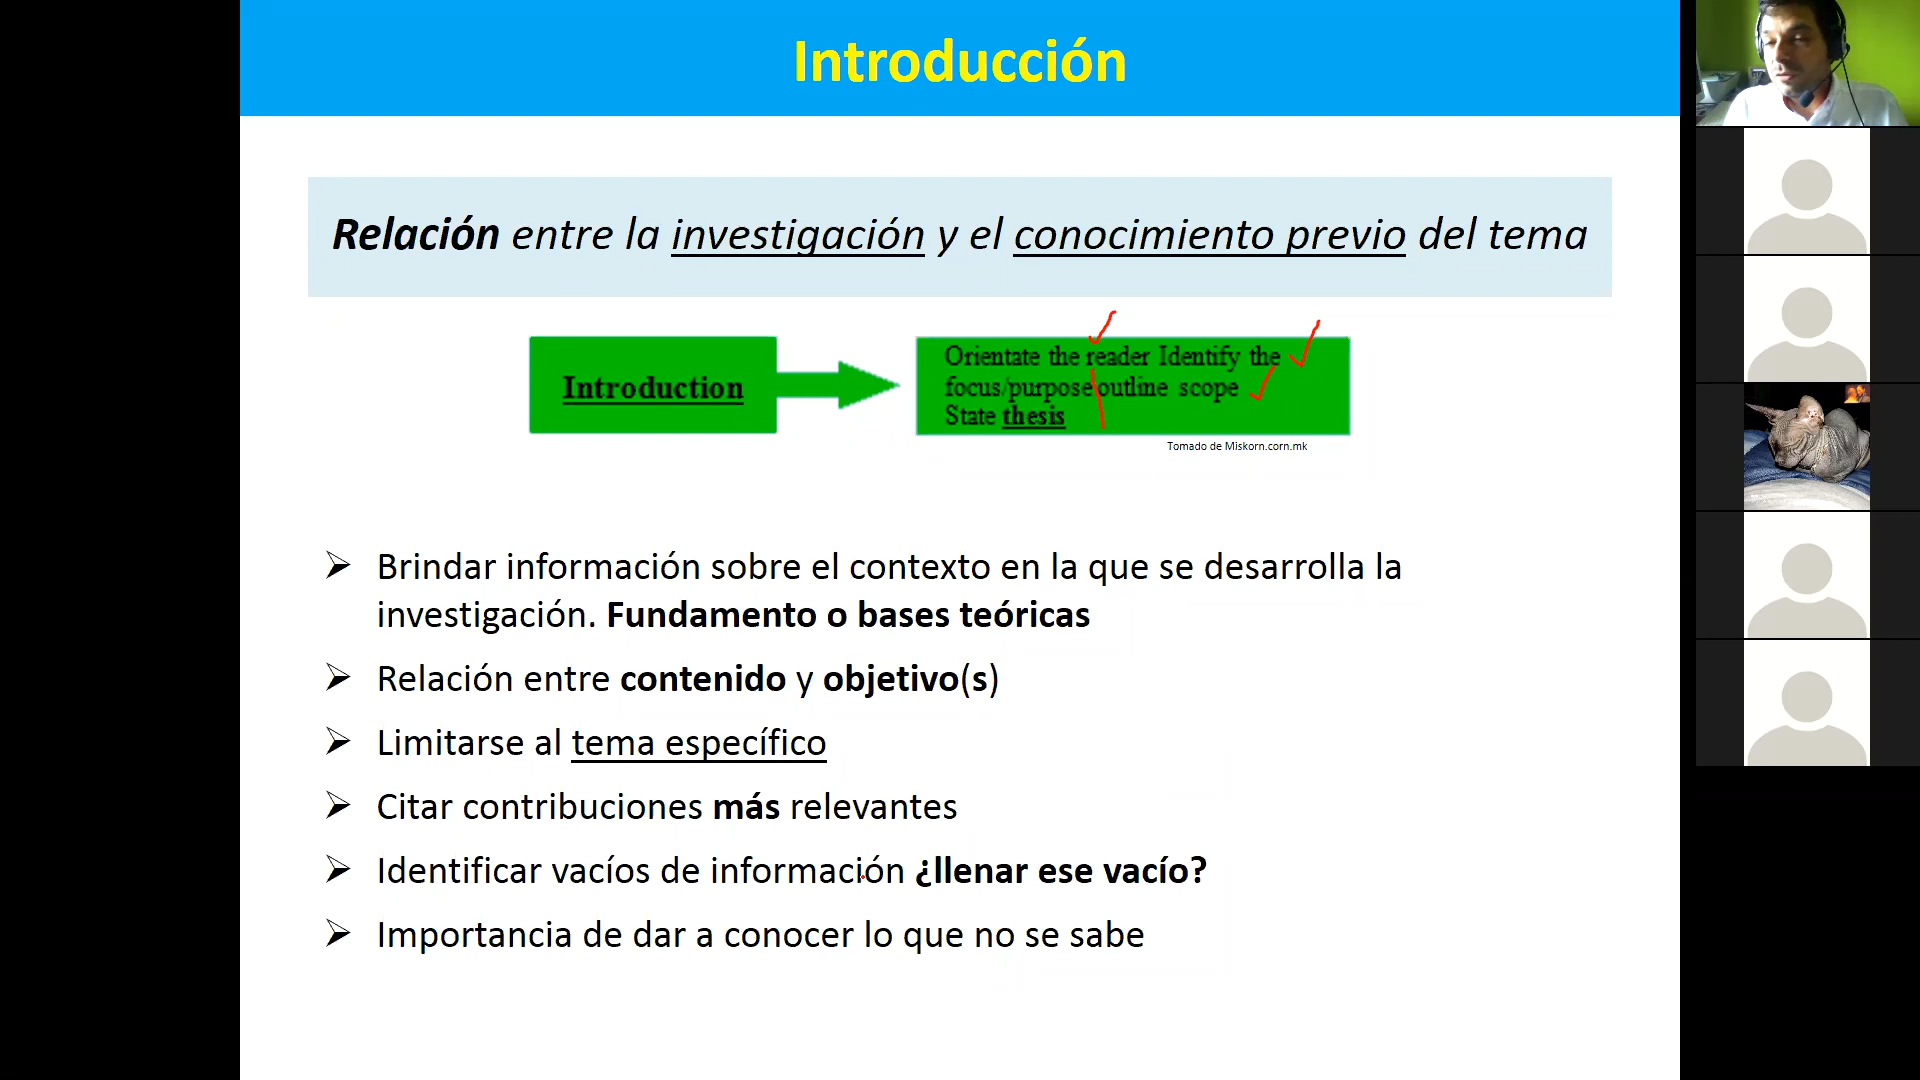 Introducción
Relación entre la investigación y el conocimiento previo del tema
Introduction
Orientate the reader Identify the
focus/purpose outline scope
State thesis
Tomado de Miskorn.corn.mk
Brindar información sobre el contexto en la que se desarrolla la
investigación. Fundamento o bases teóricas
Relación entre contenido y objetivo(s)
Limitarse al tema específico
Citar contribuciones más relevantes
Identificar vacíos de información ¿llenar ese vacío?
Importancia de dar a conocer lo que no se sabe